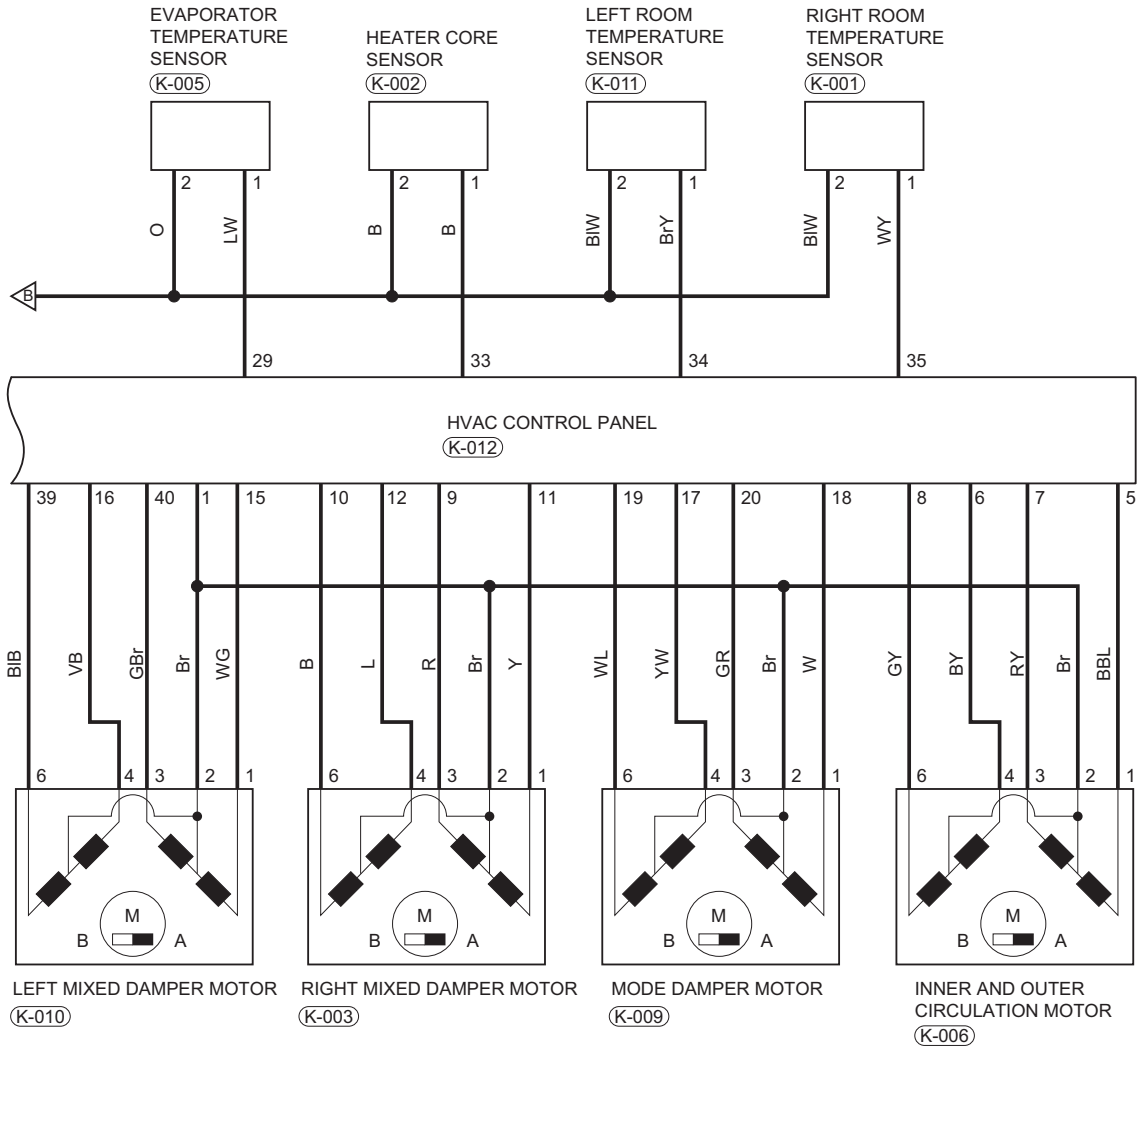 EVAPORATOR
TEMPERATURE
SENSOR
K-005
HEATER CORE
SENSOR
K-002
LEFT ROOM
TEMPERATURE
SENSOR
K-011
RIGHT ROOM
TEMPERATURE
SENSOR
K-001
2 1 2 1 2 1 2 1
O LW B B BlW BrY BlW WY
B
29 33 34 35
HVAC CONTROL PANEL
K-012
39 16 40 1 15 10 12 9 11 19 17 20 18 8 6 7 5
BlB VB GBr Br WG B L R Br Y WL YW GR Br W GY BY RY Br BBL
6 4 3 2 1 6 4 3 2 1 6 4 3 2 1 6 4 3 2 1
M M M M
B A B A B A B A
LEFT MIXED DAMPER MOTOR
K-010
RIGHT MIXED DAMPER MOTOR
K-003
MODE DAMPER MOTOR
K-009
INNER AND OUTER
CIRCULATION MOTOR
K-006